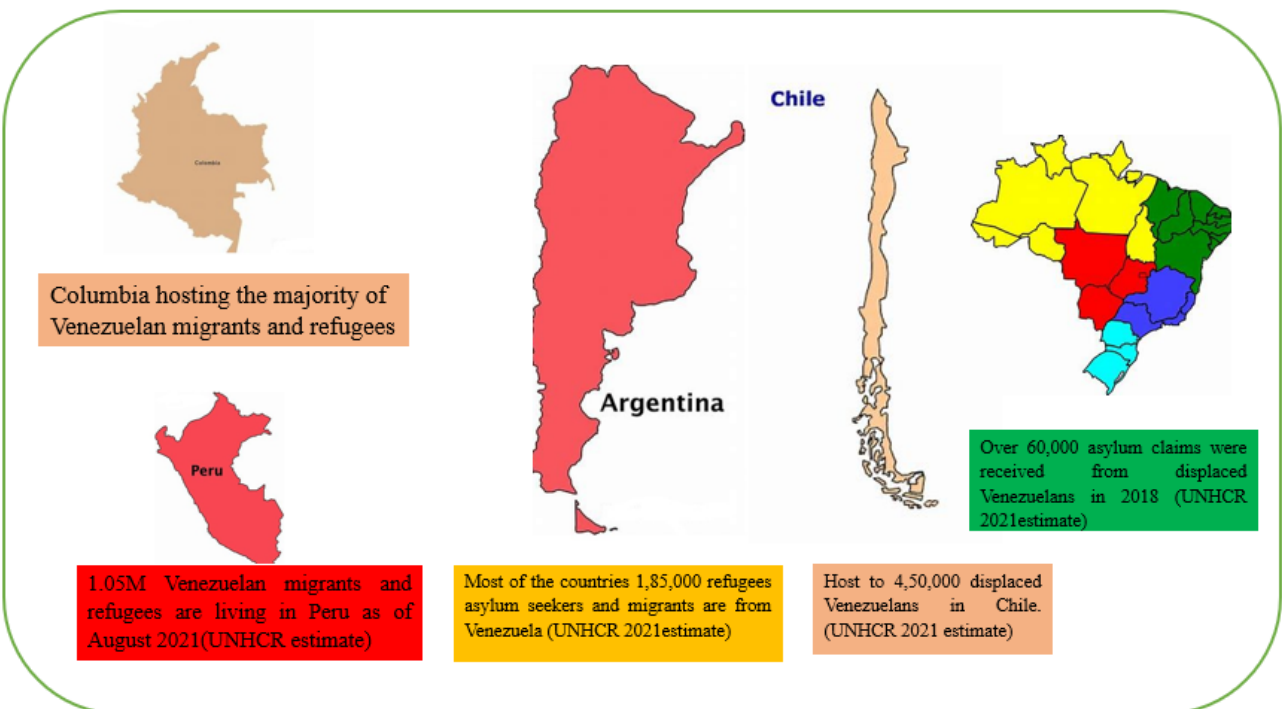 Colombia
Columbia hosting the majority of
Venezuelan migrants and refugees
Peru
1.05M Venezuelan migrants and
refugees are living in Peru as of
August 2021(UNHCR estimate)
Argentina
Most of the countries 1,85,000 refugees
asylum seekers and migrants are from
Venezuela (UNHCR 2021estimate)
Chile
Host to 4,50,000 displaced
Venezuelans in Chile.
(UNHCR 2021 estimate)
Over 60,000 asylum claims were
received from displaced
Venezuelans in 2018 (UNHCR
2021estimate)